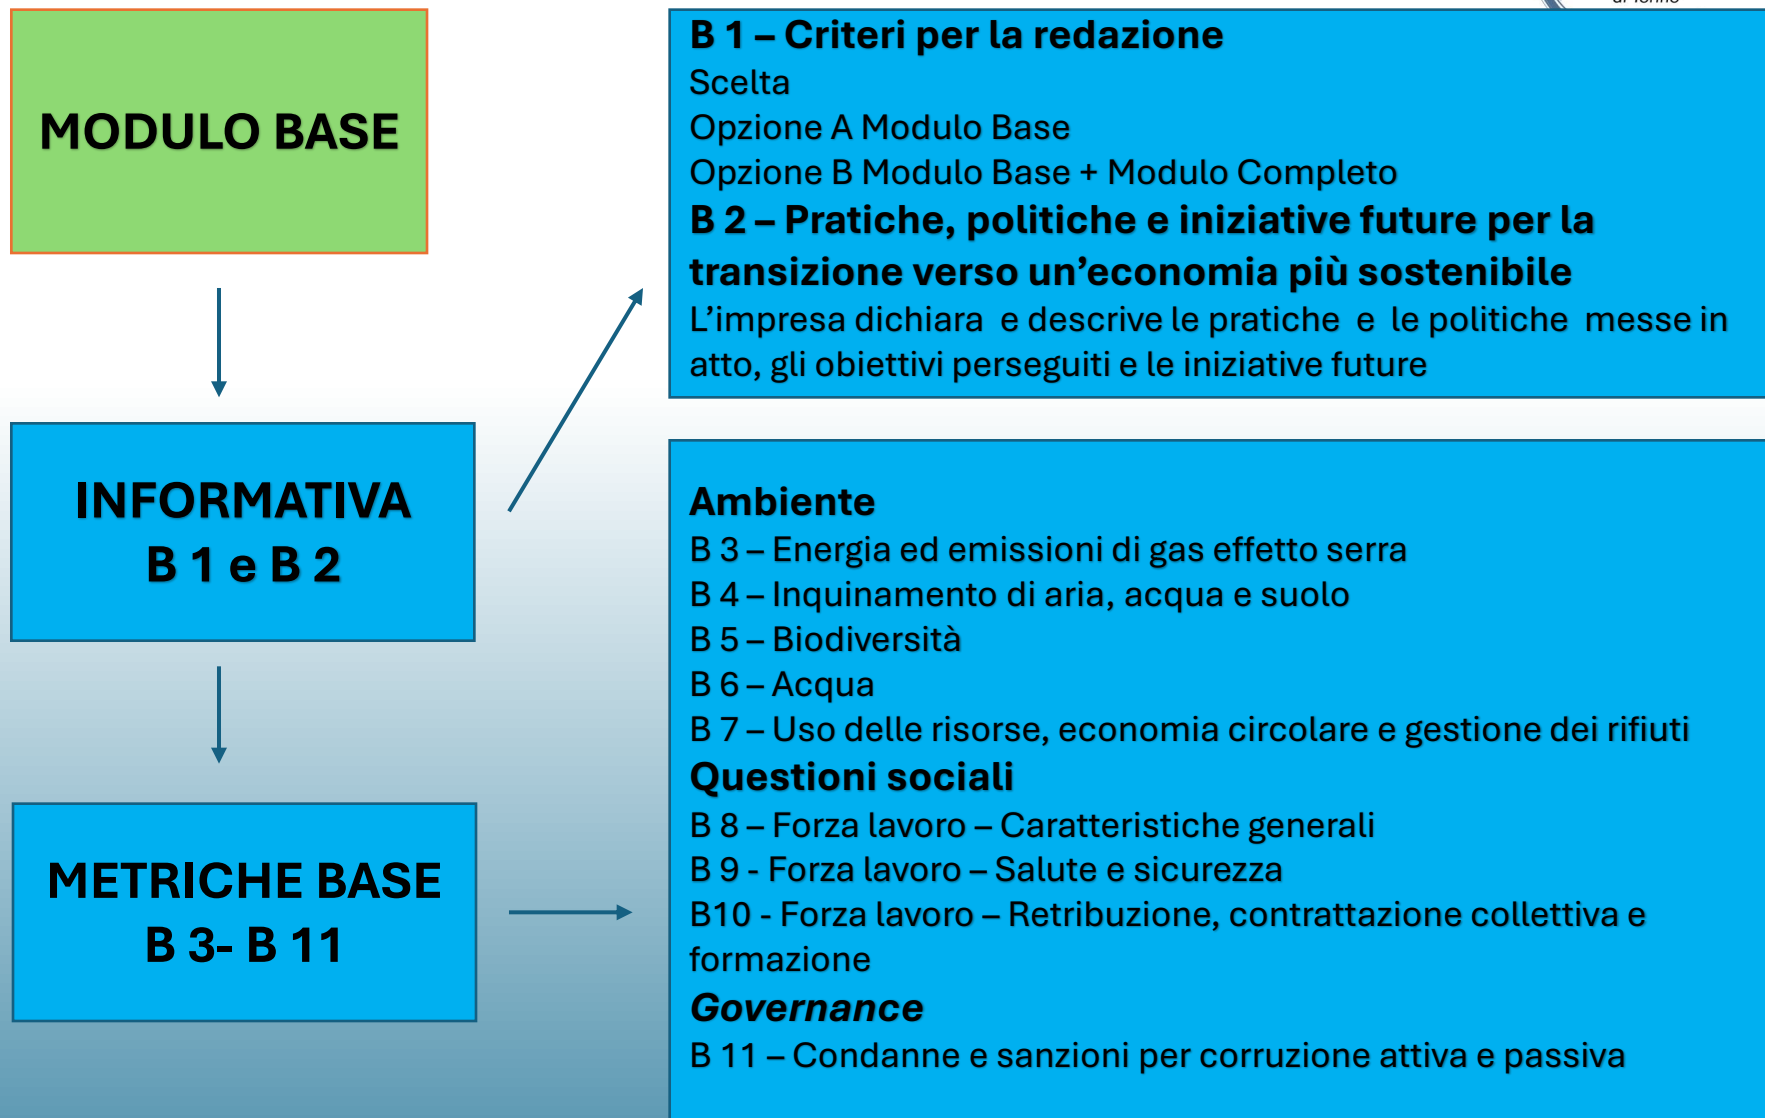 di Torino
MODULO BASE
INFORMATIVA
B 1 e B 2
METRICHE BASE
B 3- B 11
B 1 – Criteri per la redazione
Scelta
Opzione A Modulo Base
Opzione B Modulo Base + Modulo Completo
B 2 – Pratiche, politiche e iniziative future per la
transizione verso un’economia più sostenibile
L’impresa dichiara e descrive le pratiche e le politiche messe in
atto, gli obiettivi perseguiti e le iniziative future
Ambiente
B 3 – Energia ed emissioni di gas effetto serra
B 4 – Inquinamento di aria, acqua e suolo
B 5 – Biodiversità
B 6 – Acqua
B 7 – Uso delle risorse, economia circolare e gestione dei rifiuti
Questioni sociali
B 8 – Forza lavoro – Caratteristiche generali
B 9 - Forza lavoro – Salute e sicurezza
B10 - Forza lavoro – Retribuzione, contrattazione collettiva e
formazione
Governance
B 11 – Condanne e sanzioni per corruzione attiva e passiva